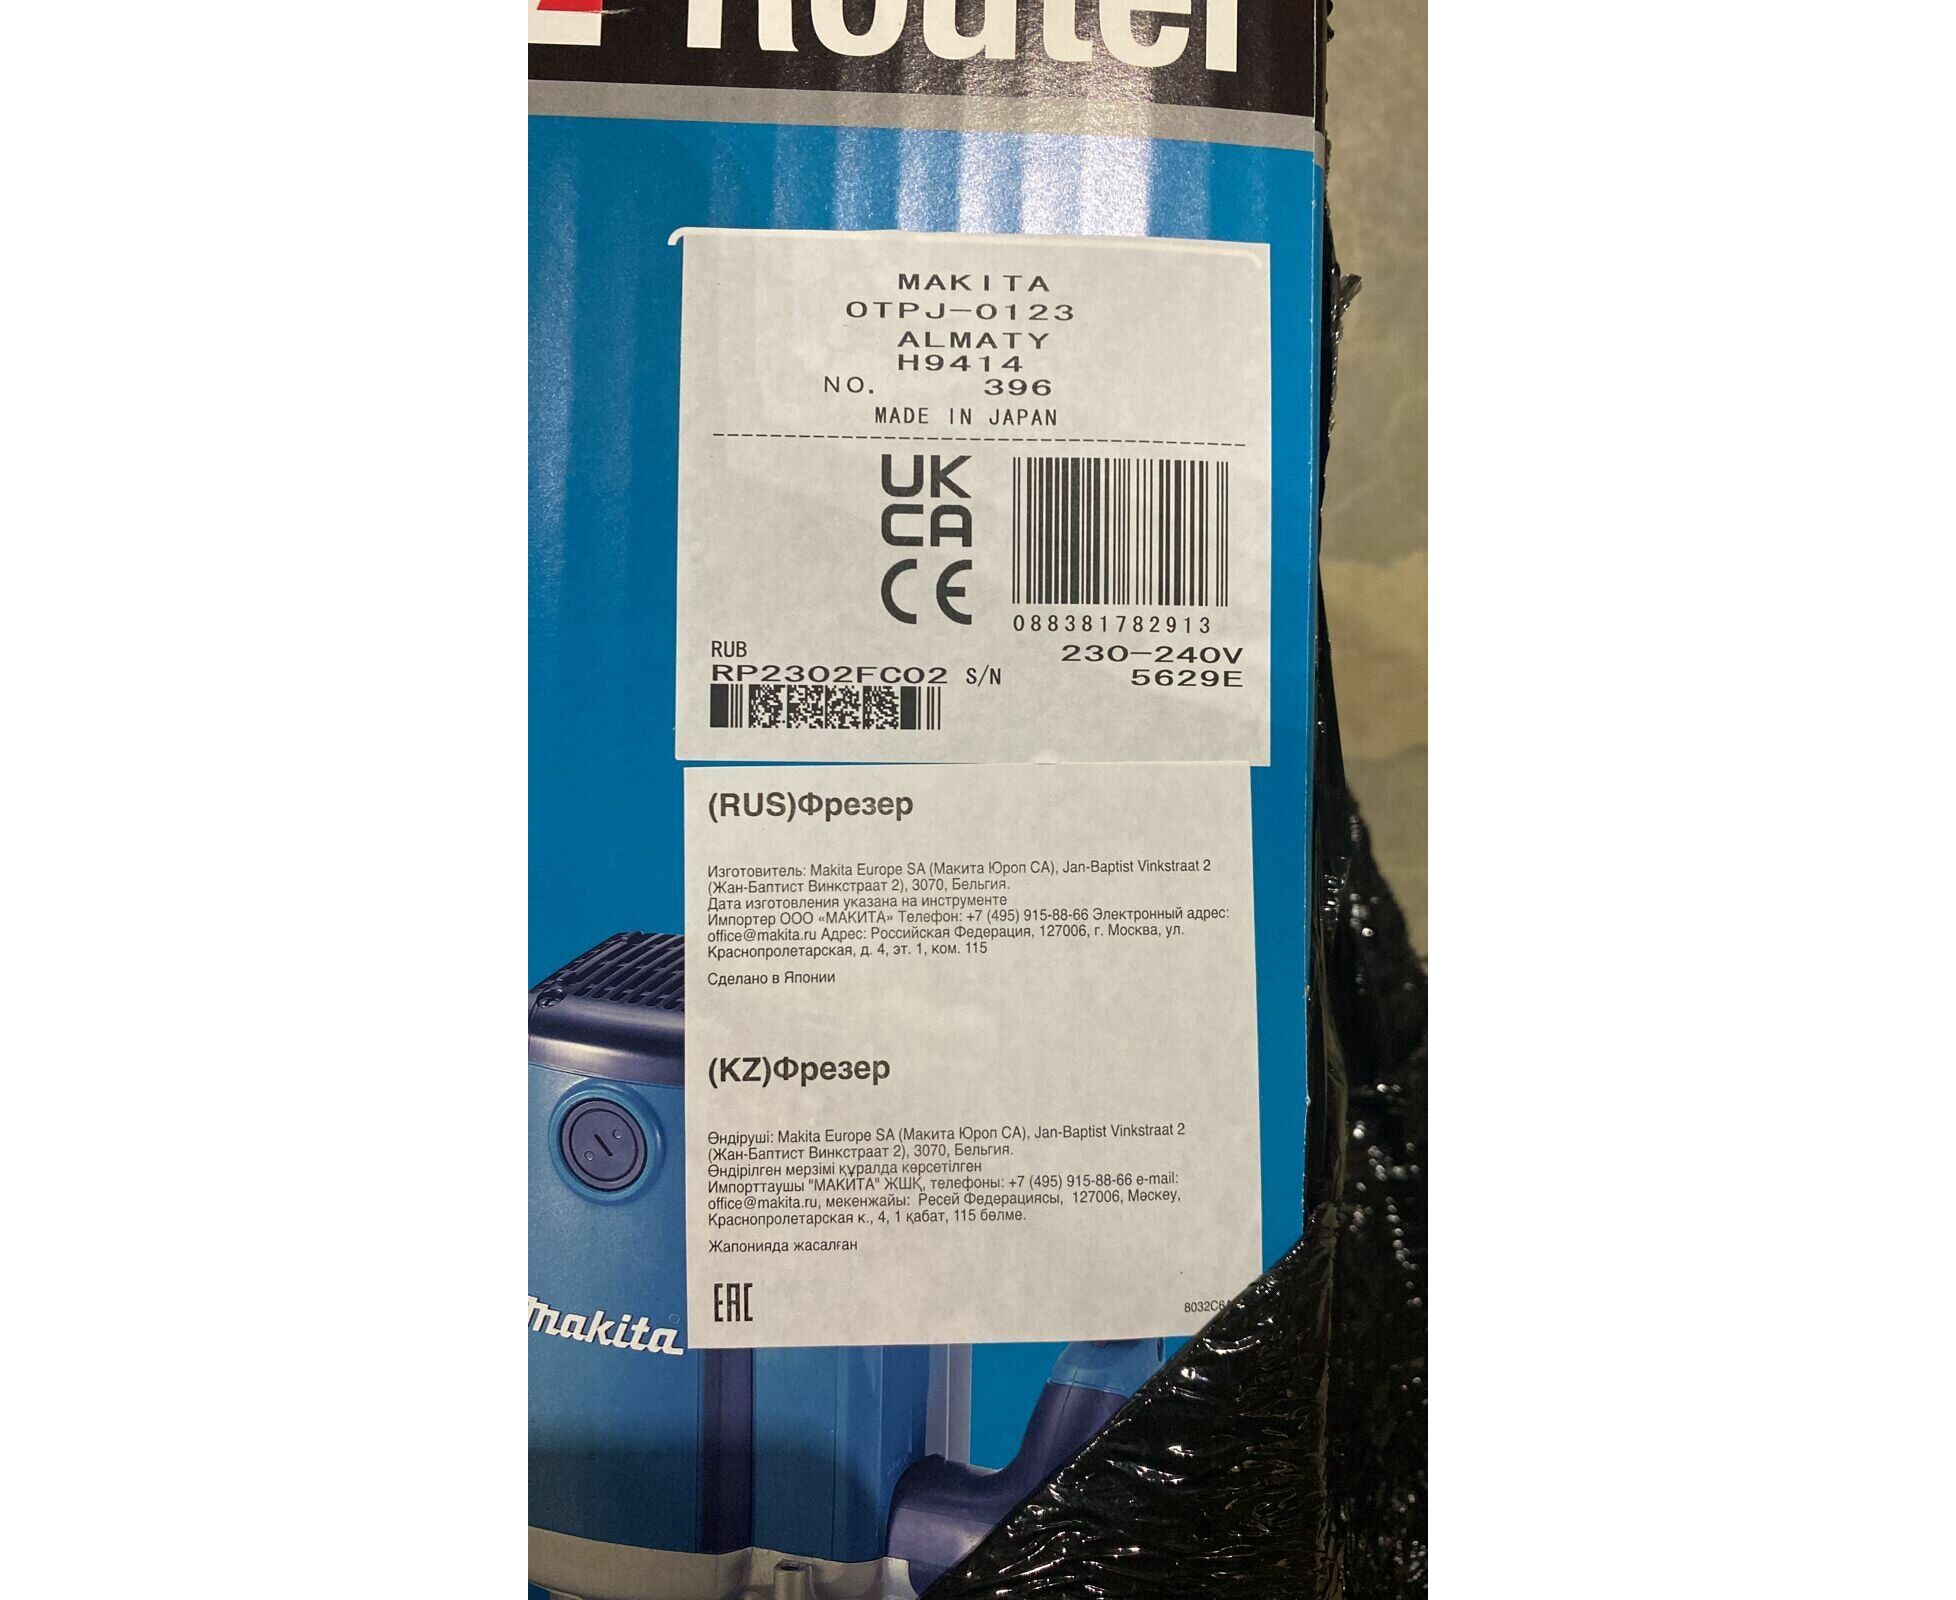 Router
MAKITA
OTPJ-0123
ALMATY
H9414
NO. 396
MADE IN JAPAN
UK
CA
CE
088381782913
230-240V
RUB
RP2302FC02 S/N 5629E
(RUS)Фрезер
Изготовитель: Makita Europe SA (Макита Юроп СА), Jan-Baptist Vinkstraat 2
(Жан-Баптист Винкстраат 2), 3070, Бельгия.
Дата изготовления указана на инструменте
Импортер ООО «МАКИТА» Телефон: +7 (495) 915-88-66 Электронный адрес:
office@makita.ru Адрес: Российская Федерация, 127006, г. Москва, ул.
Краснопролетарская, д. 4, эт. 1, ком. 115
Сделано в Японии
(KZ)Фрезер
Өндіруші: Makita Europe SA (Макита Юроп СА), Jan-Baptist Vinkstraat 2
(Жан-Баптист Винкстраат 2), 3070, Бельгия.
Өндірілген мерзімі құралда көрсетілген
Импорттаушы "МАКИТА" ЖШҚ, телефоны: +7 (495) 915-88-66 e-mail:
office@makita.ru, мекенжайы: Ресей Федерациясы, 127006, Мәскеу,
Краснопролетарская к., 4, 1 қабат, 115 бөлме.
Жапонияда жасалған
EAC
makita